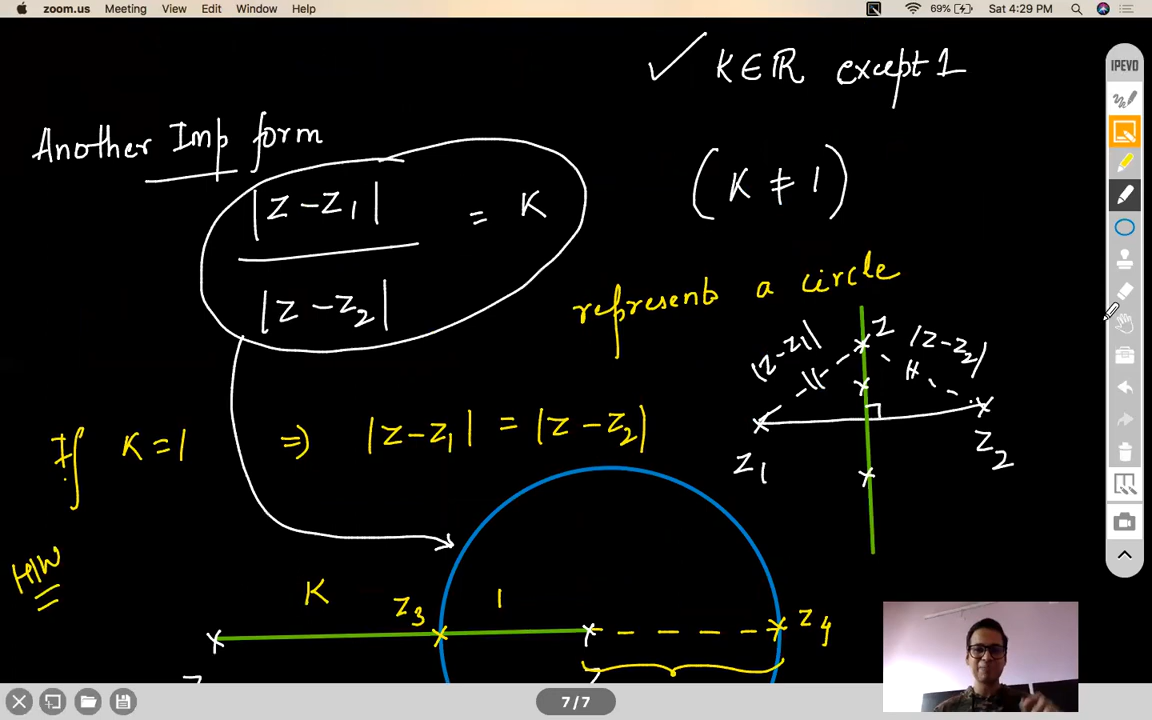 zoom.us Meeting View Edit Window Help 69% Sat 4:29 PM
✓ K∈ℝ except 1
IPEVO
Another Imp form
|z-z₁| / |z-z₂| = K
(K ≠ 1)
represents a circle
z
|z-z₁| |z-z₂|
z₁ z₂
If K=1 ⇒ |z-z₁| = |z-z₂|
H/W
K 1
z₃ z₄
7/7